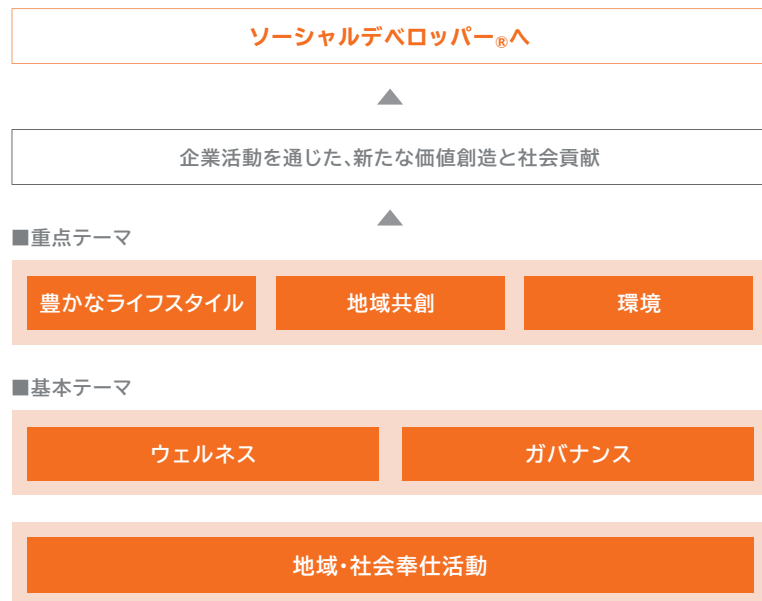 ソーシャルデベロッパー®へ
企業活動を通じた、新たな価値創造と社会貢献
■重点テーマ
豊かなライフスタイル
地域共創
環境
■基本テーマ
ウェルネス
ガバナンス
地域・社会奉仕活動